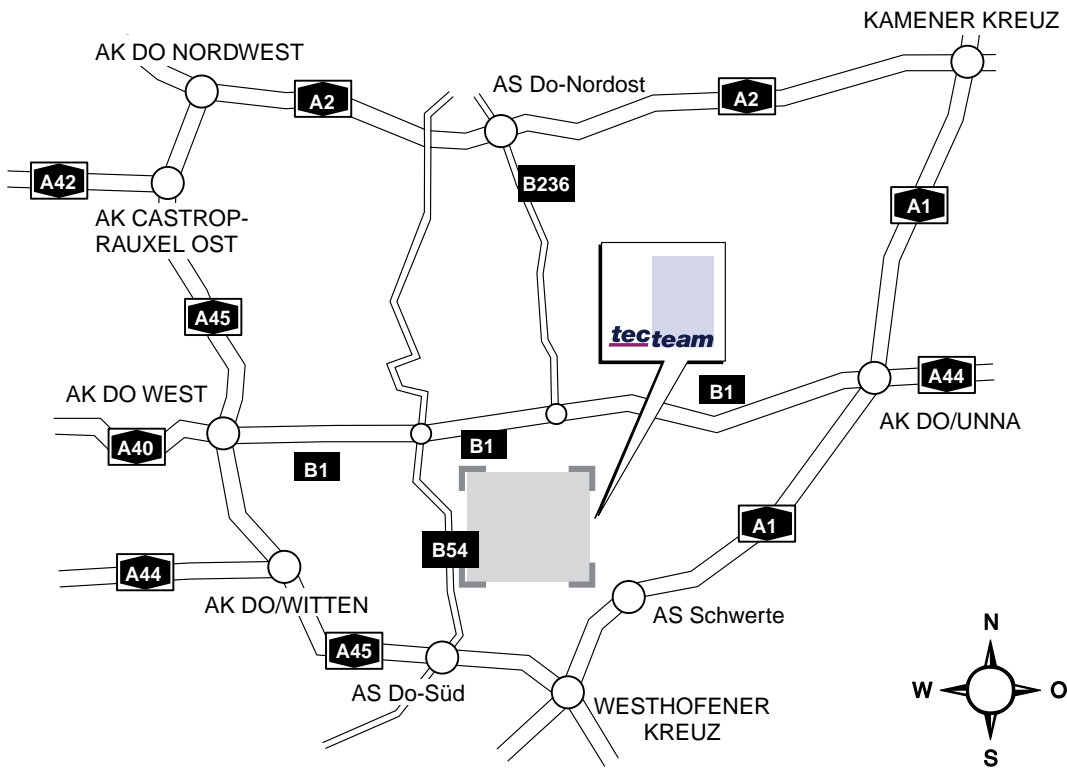 KAMENER KREUZ
AK DO NORDWEST
AS Do-Nordost
A2
A2
A42
B236
A1
AK CASTROP-
RAUXEL OST
A45
tecteam
AK DO WEST
B1
A44
AK DO/UNNA
A40
B1
B1
A1
B54
A44
AK DO/WITTEN
AS Schwerte
A45
AS Do-Süd
WESTHOFENER
KREUZ
N
W
O
S